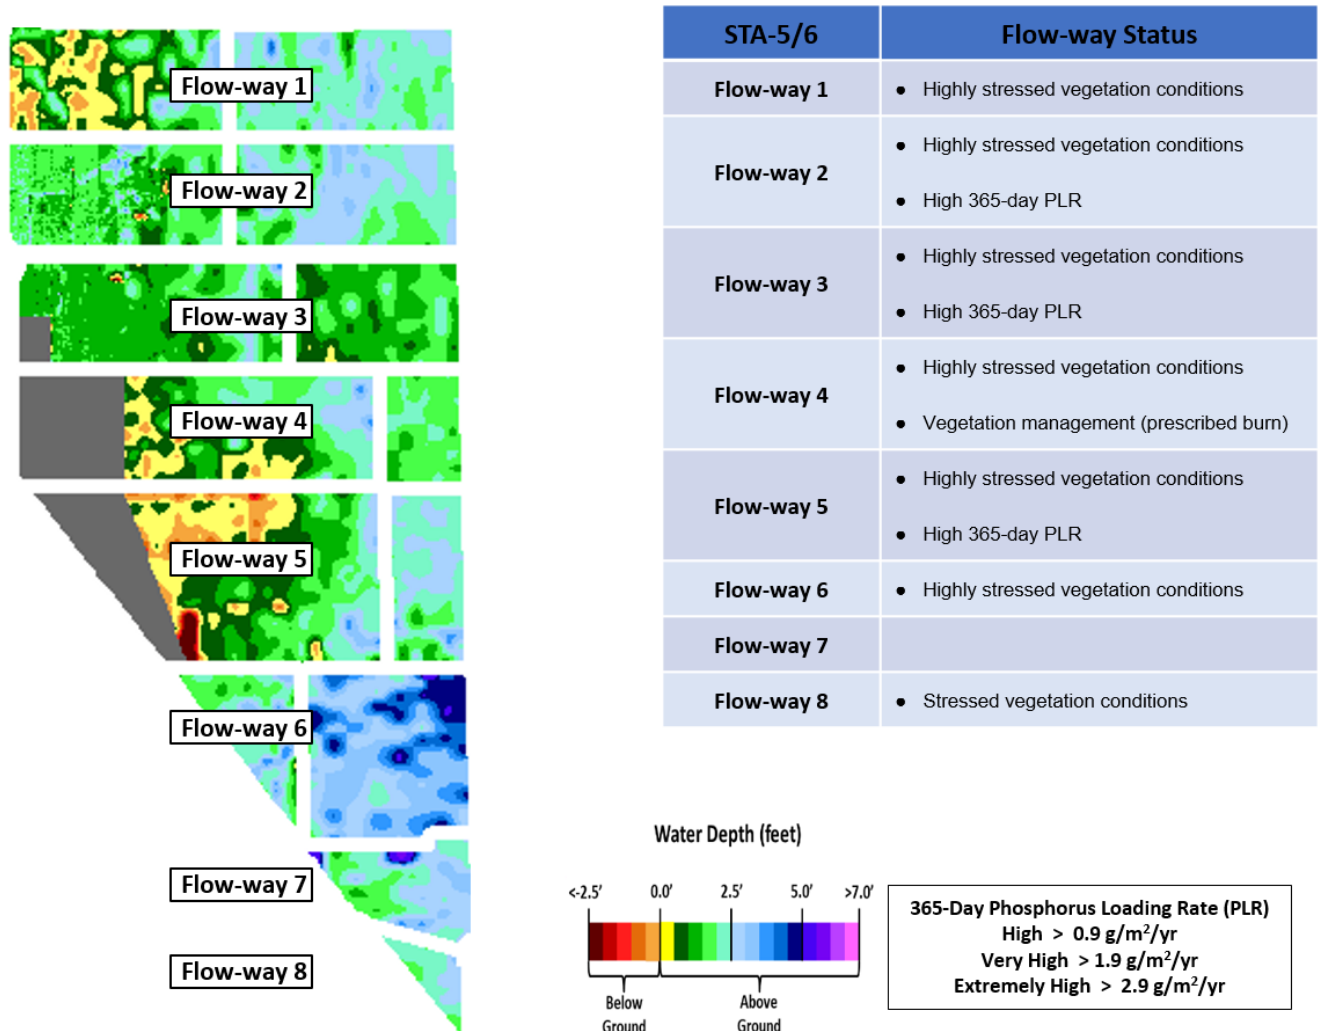 Flow-way 1
Flow-way 2
Flow-way 3
Flow-way 4
Flow-way 5
Flow-way 6
Flow-way 7
Flow-way 8
STA-5/6 Flow-way Status
Flow-way 1 ● Highly stressed vegetation conditions
Flow-way 2
● Highly stressed vegetation conditions
● High 365-day PLR
Flow-way 3
● Highly stressed vegetation conditions
● High 365-day PLR
Flow-way 4
● Highly stressed vegetation conditions
● Vegetation management (prescribed burn)
Flow-way 5
● Highly stressed vegetation conditions
● High 365-day PLR
Flow-way 6 ● Highly stressed vegetation conditions
Flow-way 7
Flow-way 8 ● Stressed vegetation conditions
Water Depth (feet)
<-2.5' 0.0' 2.5' 5.0' >7.0'
Below Above
Ground Ground
365-Day Phosphorus Loading Rate (PLR)
High > 0.9 g/m²/yr
Very High > 1.9 g/m²/yr
Extremely High > 2.9 g/m²/yr